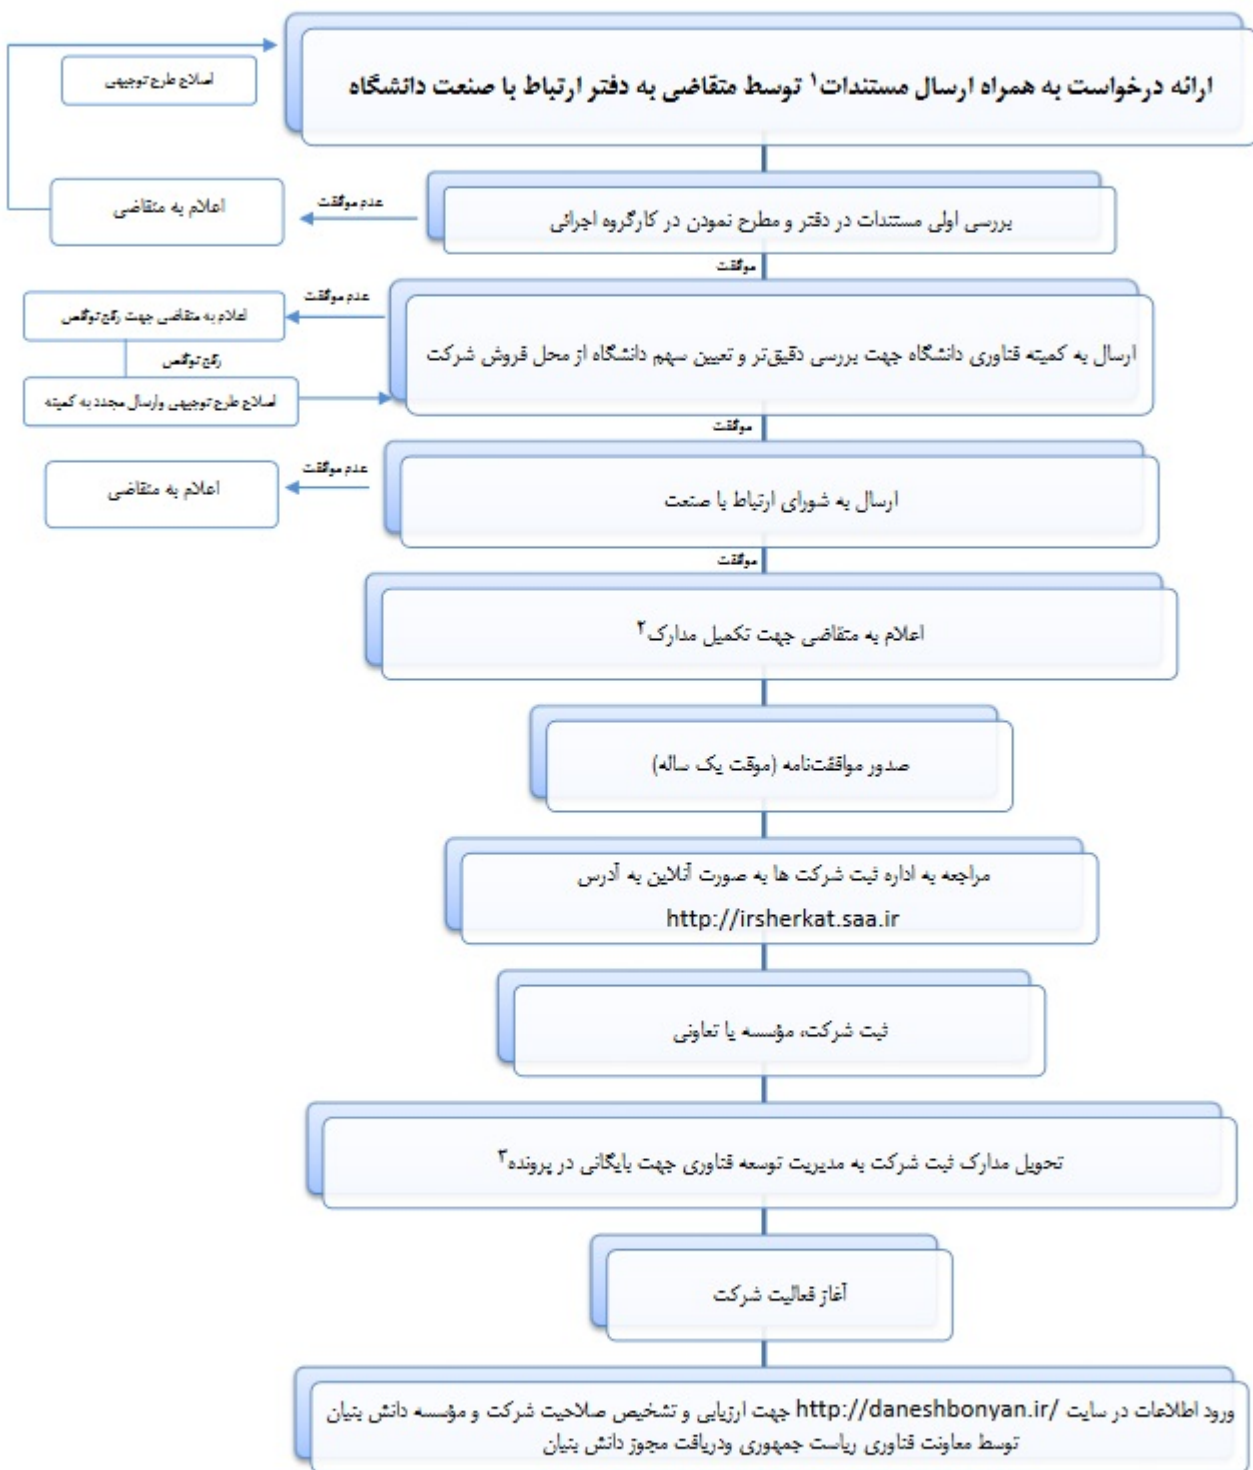 ارائه درخواست به همراه ارسال مستندات۱ توسط متقاضی به دفتر ارتباط با صنعت دانشگاه
اصلاح طرح توجیهی
بررسی اولی مستندات در دفتر و مطرح نمودن در کارگروه اجرائی
عدم موافقت
اعلام به متقاضی
موافقت
ارسال به کمیته فناوری دانشگاه جهت بررسی دقیق‌تر و تعیین سهم دانشگاه از محل فروش شرکت
عدم موافقت
اعلام به متقاضی جهت رفع نواقص
رفع نواقص
اصلاح طرح توجیهی وارسال مجدد به کمیته
موافقت
ارسال به شورای ارتباط با صنعت
عدم موافقت
اعلام به متقاضی
موافقت
اعلام به متقاضی جهت تکمیل مدارک۲
صدور موافقت‌نامه (موقت یک ساله)
مراجعه به اداره ثبت شرکت ها به صورت آنلاین به آدرس
http://irsherkat.saa.ir
ثبت شرکت، مؤسسه یا تعاونی
تحویل مدارک ثبت شرکت به مدیریت توسعه فناوری جهت بایگانی در پرونده۳
آغاز فعالیت شرکت
ورود اطلاعات در سایت http://daneshbonyan.ir/ جهت ارزیابی و تشخیص صلاحیت شرکت و مؤسسه دانش بنیان
توسط معاونت فناوری ریاست جمهوری ودریافت مجوز دانش بنیان